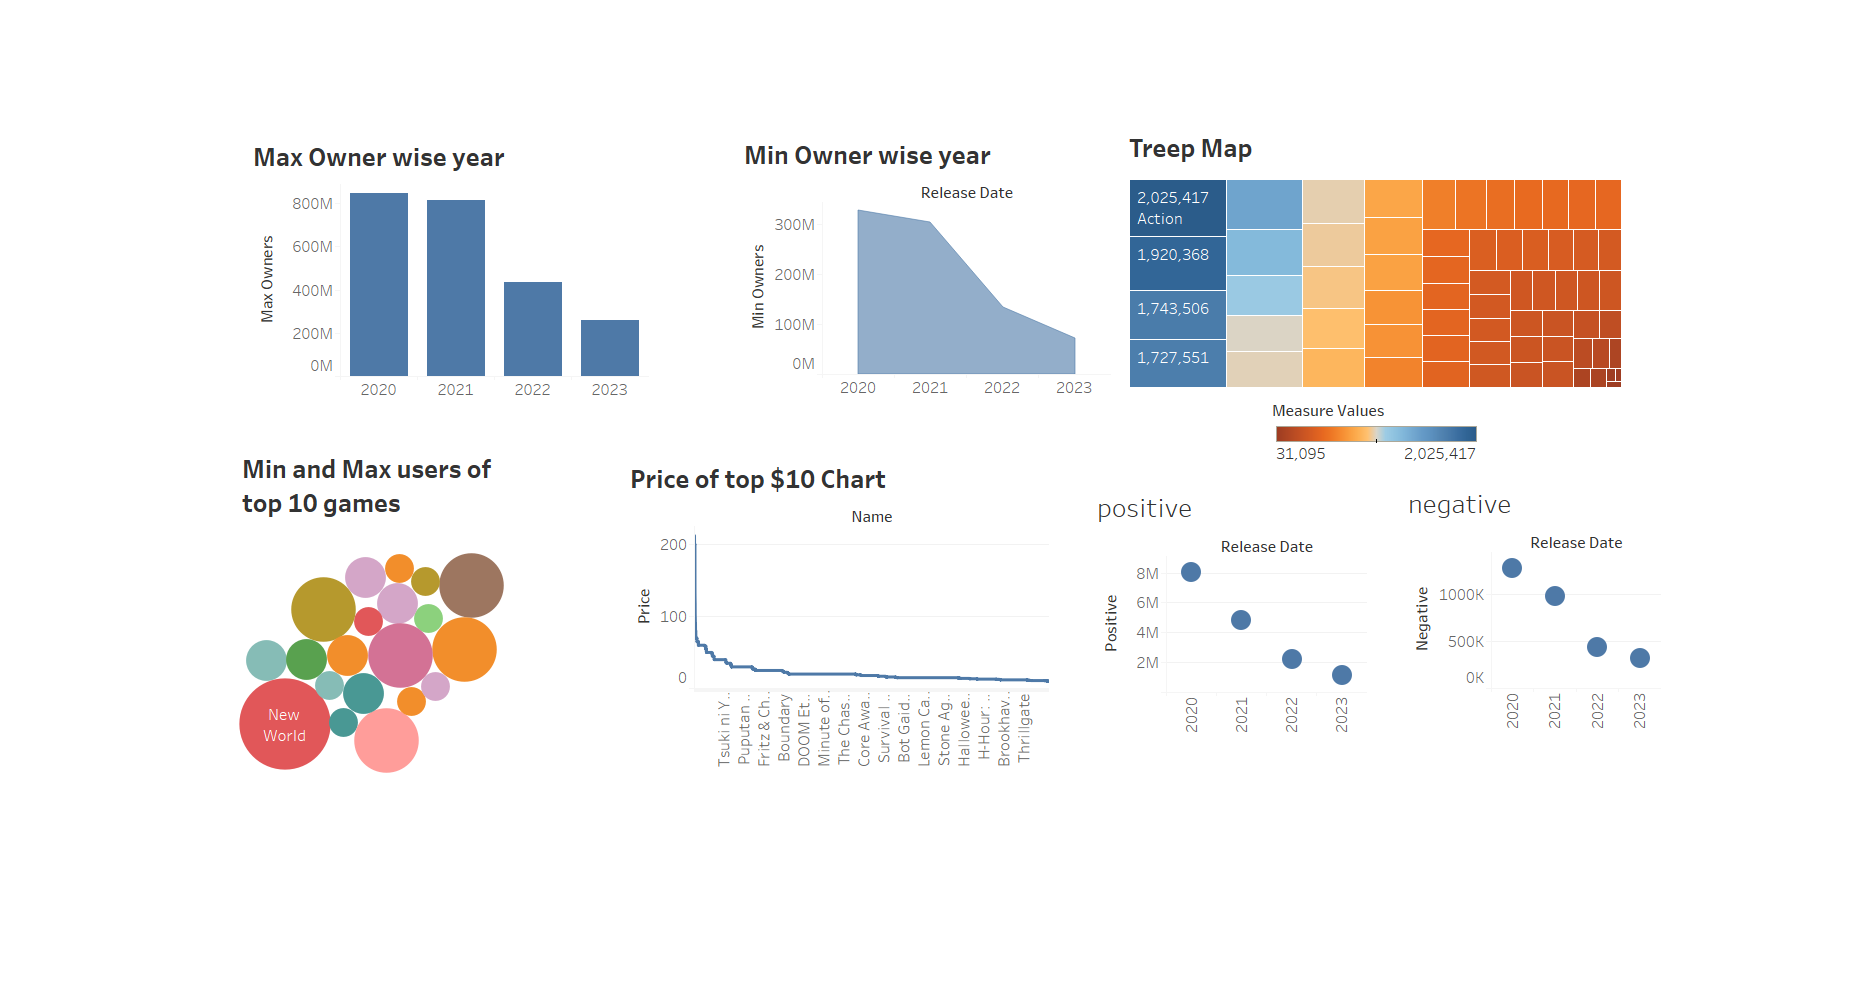 Max Owner wise year
Max Owners
800M
600M
400M
200M
0M
2020 2021 2022 2023
Min Owner wise year
Release Date
Min Owners
300M
200M
100M
0M
2020 2021 2022 2023
Treep Map
2,025,417
Action
1,920,368
1,743,506
1,727,551
Measure Values
31,095 2,025,417
Min and Max users of
top 10 games
New
World
Price of top $10 Chart
Name
Price
200
100
0
Tsuki ni Y..
Puputan ..
Fritz & Ch..
Boundary
DOOM Et..
Minute of..
The Chas..
Core Awa..
Survival ..
Bot Gaid..
Lemon Ca..
Stone Ag..
Hallowee..
H-Hour: ..
Brookhav..
Thrillgate
positive
Release Date
Positive
8M
6M
4M
2M
2020 2021 2022 2023
negative
Release Date
Negative
1000K
500K
0K
2020 2021 2022 2023